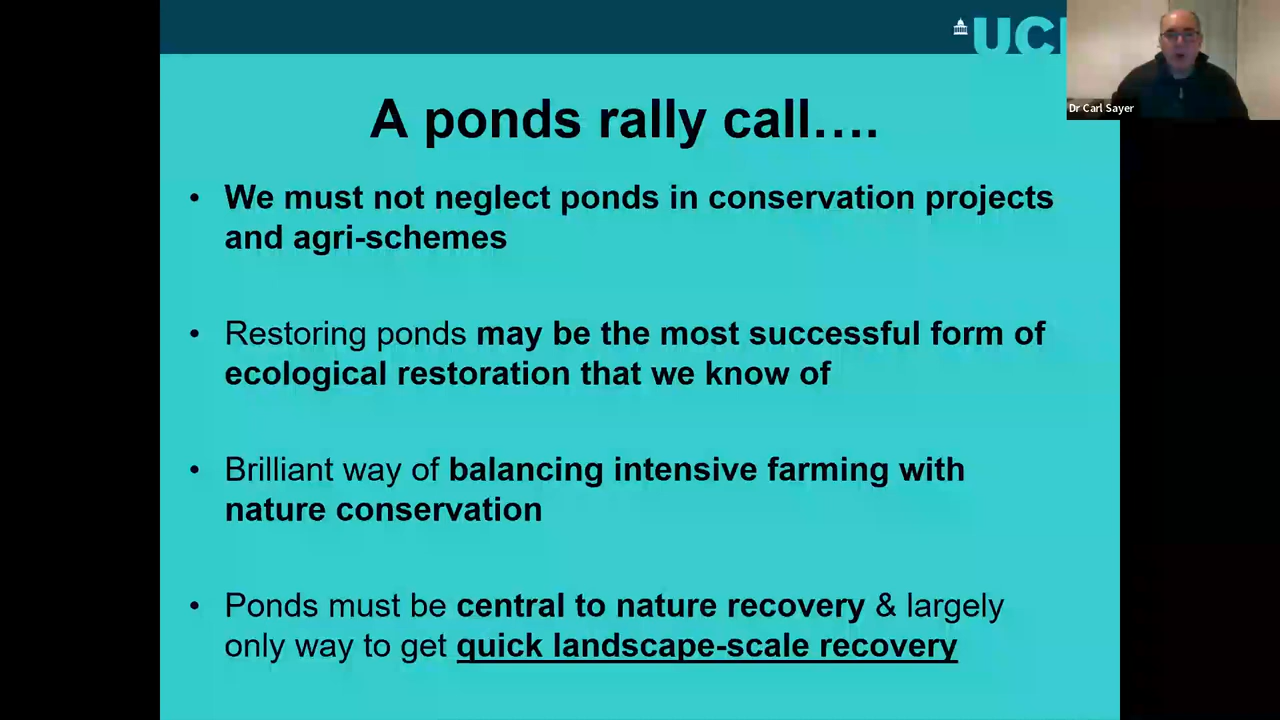 UCL
Dr Carl Sayer
A ponds rally call….
• We must not neglect ponds in conservation projects
and agri-schemes
• Restoring ponds may be the most successful form of
ecological restoration that we know of
• Brilliant way of balancing intensive farming with
nature conservation
• Ponds must be central to nature recovery & largely
only way to get quick landscape-scale recovery